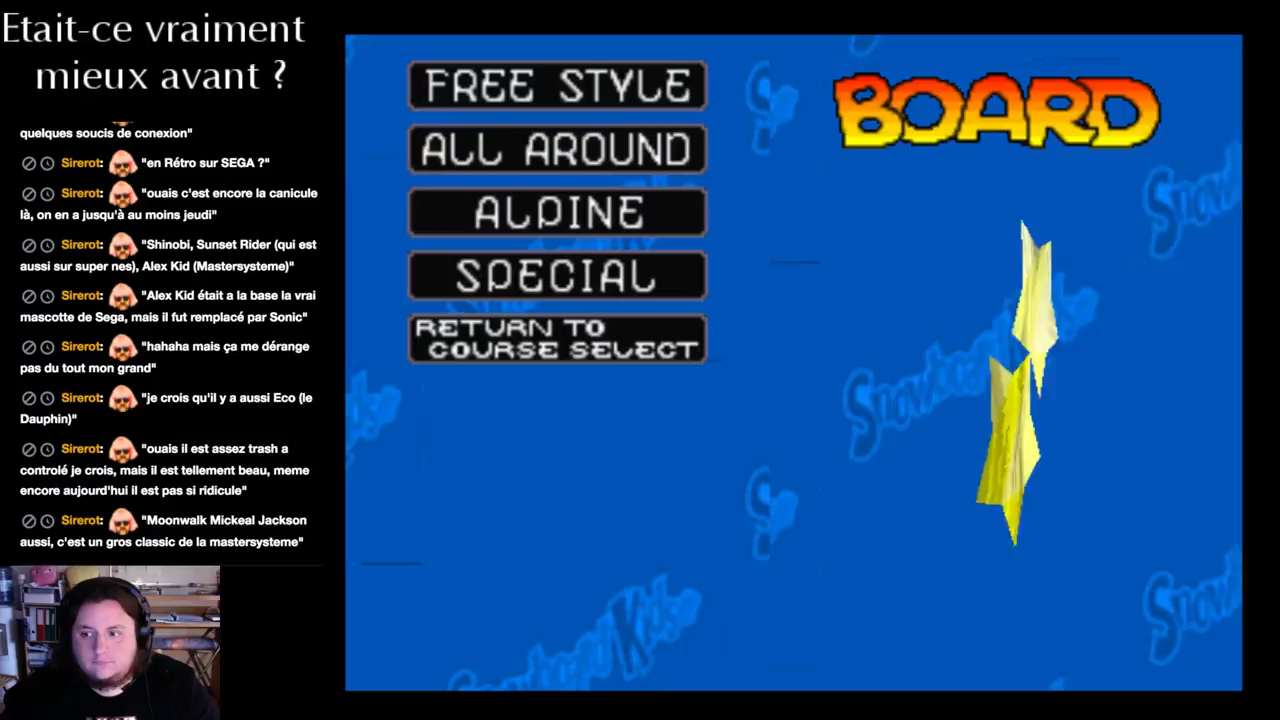 Etait-ce vraiment
mieux avant ?
quelques soucis de conexion"
Sirerot: "en Rétro sur SEGA ?"
Sirerot: "ouais c'est encore la canicule
là, on en a jusqu'à au moins jeudi"
Sirerot: "Shinobi, Sunset Rider (qui est
aussi sur super nes), Alex Kid (Mastersysteme)"
Sirerot: "Alex Kid était a la base la vrai
mascotte de Sega, mais il fut remplacé par Sonic"
Sirerot: "hahaha mais ça me dérange
pas du tout mon grand"
Sirerot: "je crois qu'il y a aussi Eco (le
Dauphin)"
Sirerot: "ouais il est assez trash a
controlé je crois, mais il est tellement beau, meme
encore aujourd'hui il est pas si ridicule"
Sirerot: "Moonwalk Mickeal Jackson
aussi, c'est un gros classic de la mastersysteme"
FREE STYLE
ALL AROUND
ALPINE
SPECIAL
RETURN TO
COURSE SELECT
BOARD
Snowboard Kids
Snowboard Kids